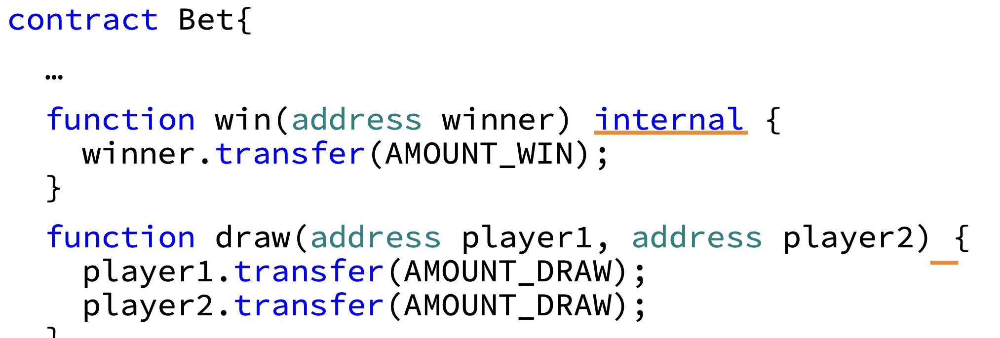 contract Bet{
…
function win(address winner) internal {
winner.transfer(AMOUNT_WIN);
}
function draw(address player1, address player2) {
player1.transfer(AMOUNT_DRAW);
player2.transfer(AMOUNT_DRAW);
}